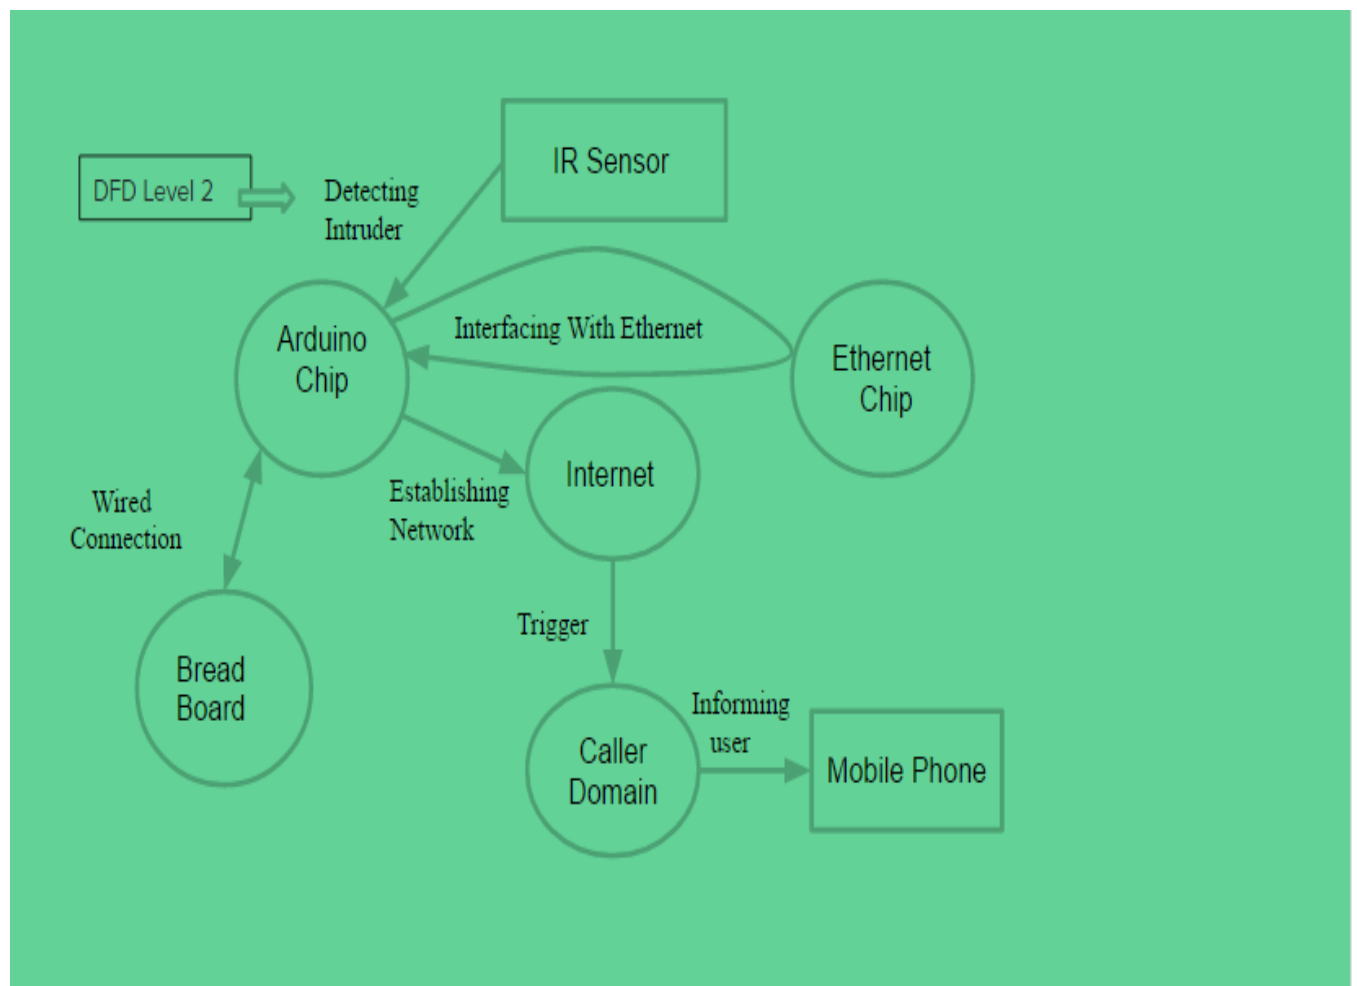 IR Sensor
DFD Level 2
Detecting
Intruder
Arduino
Chip
Interfacing With Ethernet
Ethernet
Chip
Internet
Establishing
Network
Wired
Connection
Trigger
Bread
Board
Informing
user
Caller
Domain
Mobile Phone